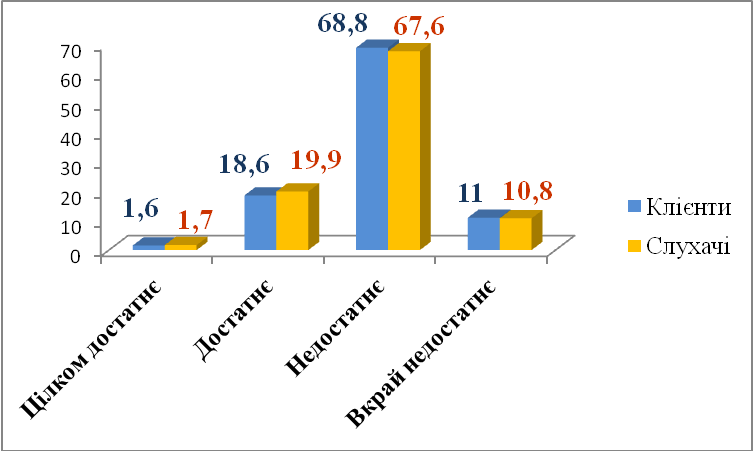 70
60
50
40
30
20
10
0
1,6
1,7
18,6
19,9
68,8
67,6
11
10,8
Цілком достатнє
Достатнє
Недостатнє
Вкрай недостатнє
Клієнти
Слухачі